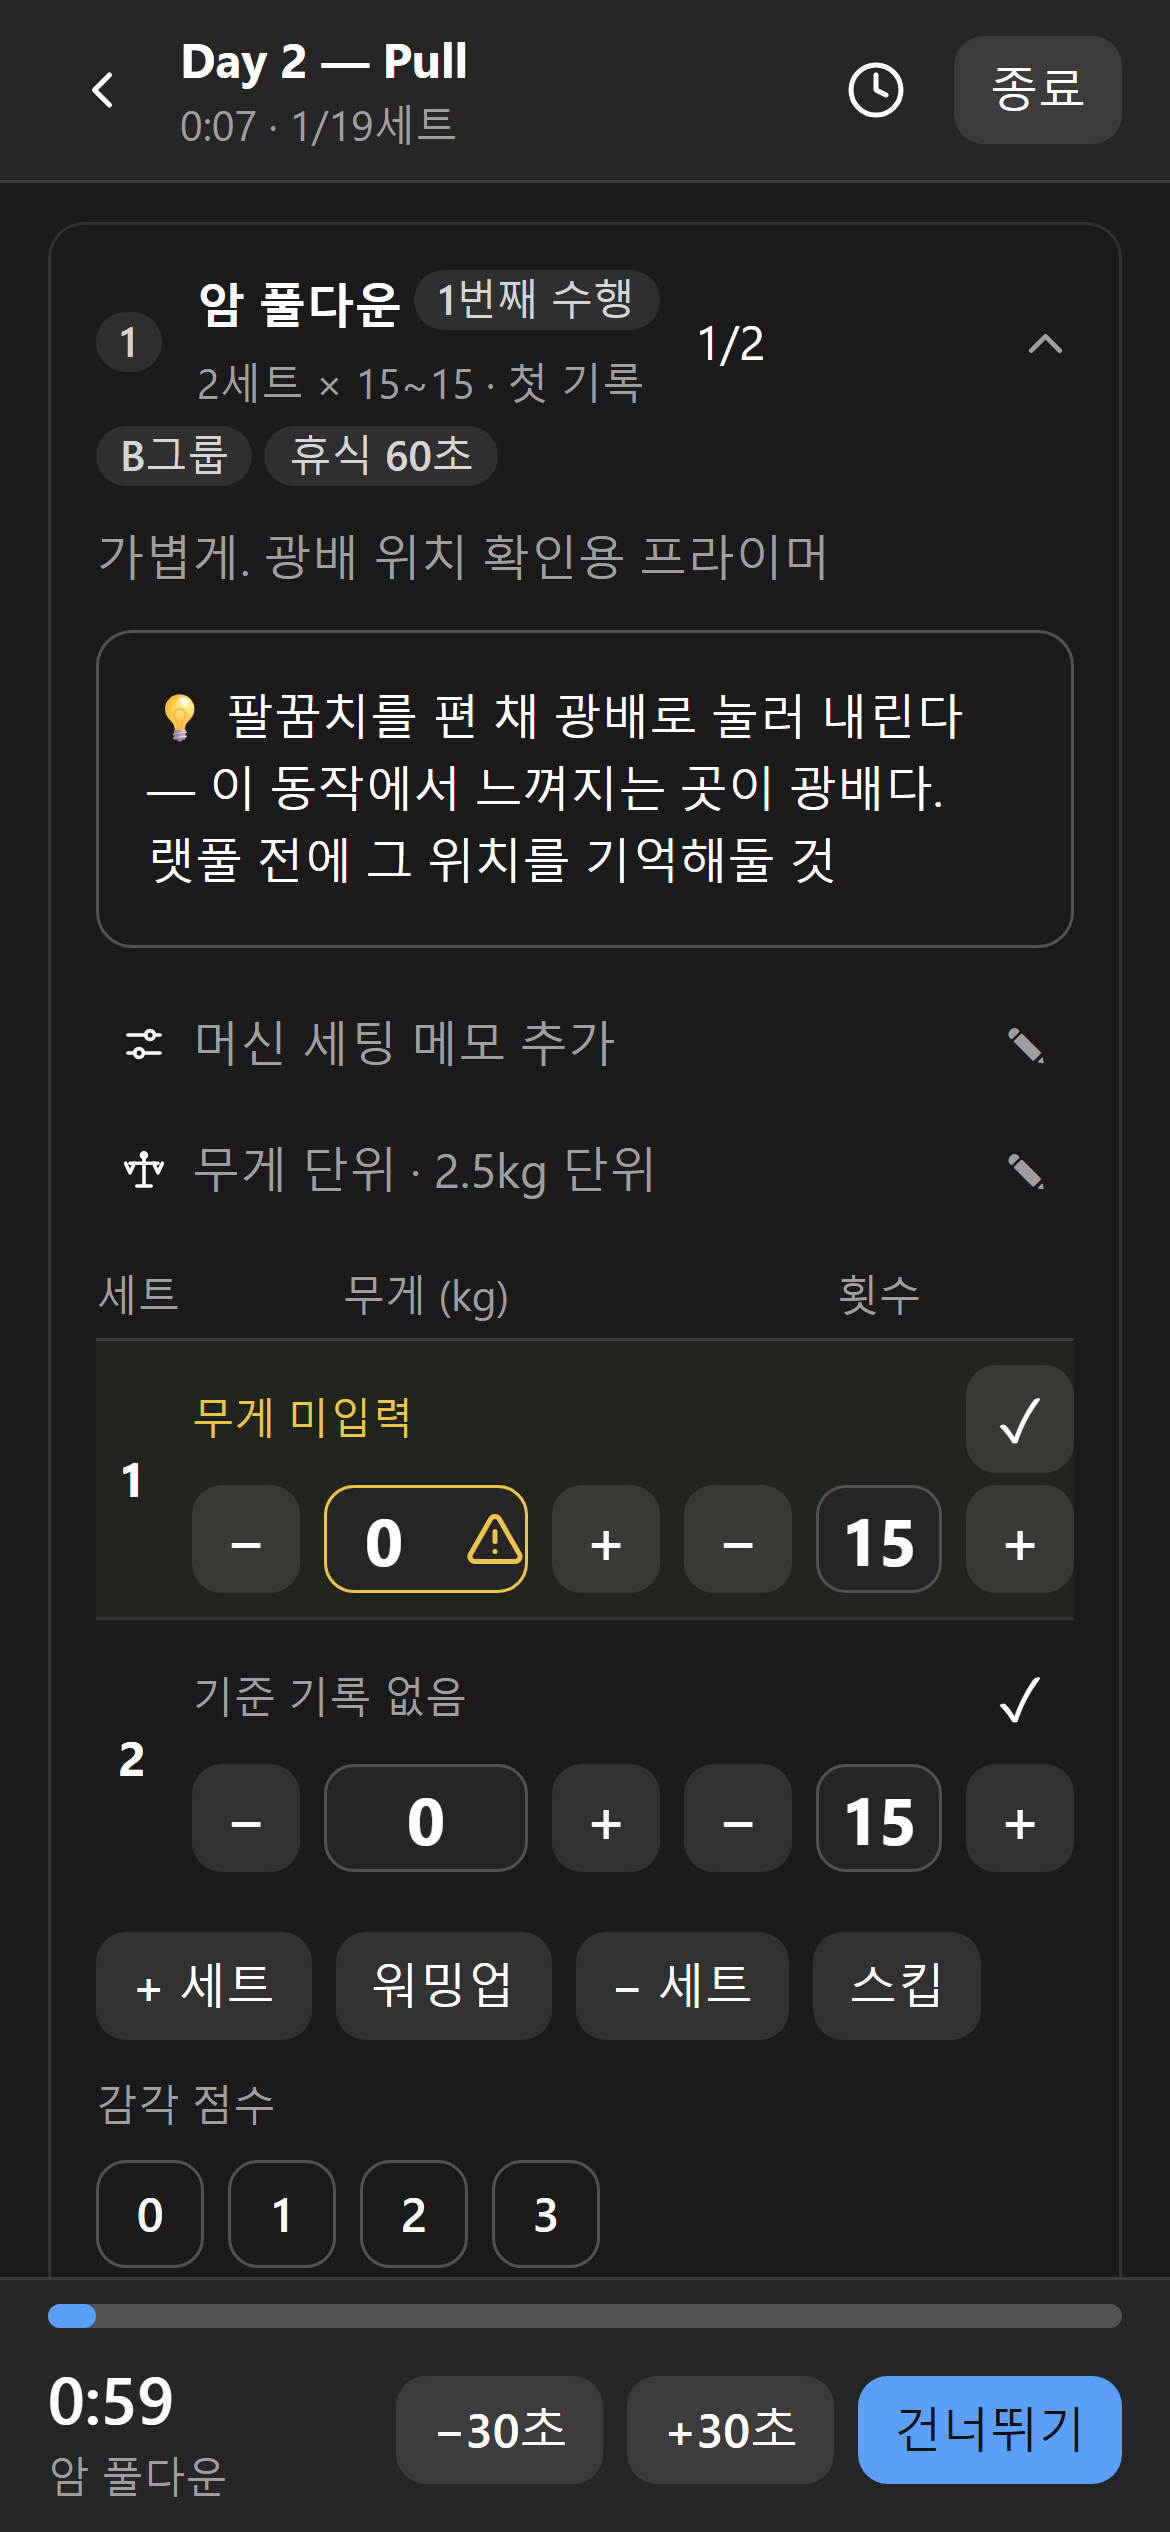 Day 2 — Pull
0:07 · 1/19세트
종료
1
암 풀다운
1번째 수행
2세트 × 15~15 · 첫 기록
1/2
B그룹
휴식 60초
가볍게. 광배 위치 확인용 프라이머
💡 팔꿈치를 편 채 광배로 눌러 내린다
— 이 동작에서 느껴지는 곳이 광배다.
랫풀 전에 그 위치를 기억해둘 것
머신 세팅 메모 추가
무게 단위 · 2.5kg 단위
세트 무게 (kg) 횟수
무게 미입력 ✓
1
− 0 + − 15 +
기준 기록 없음 ✓
2
− 0 + − 15 +
+ 세트 워밍업 − 세트 스킵
감각 점수
0 1 2 3
0:59
암 풀다운
−30초 +30초 건너뛰기